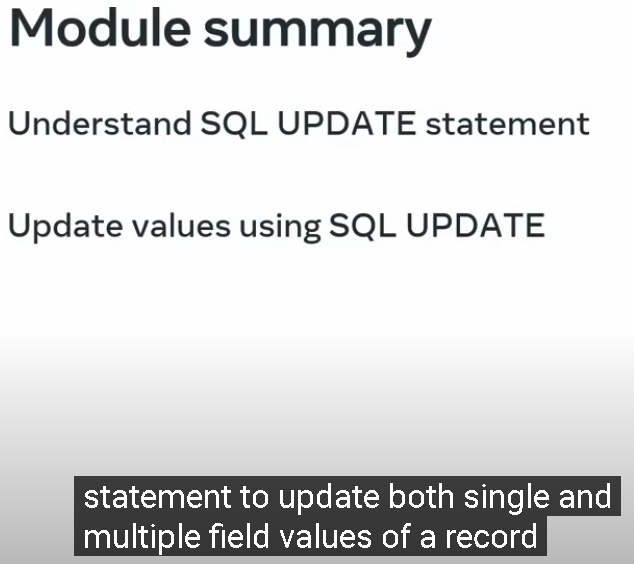 Module summary
Understand SQL UPDATE statement
Update values using SQL UPDATE
statement to update both single and
multiple field values of a record